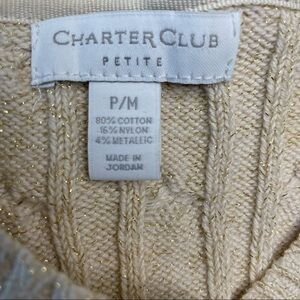 CHARTER CLUB
PETITE
P/M
80% COTTON
16% NYLON
4% METALLIC
MADE IN
JORDAN